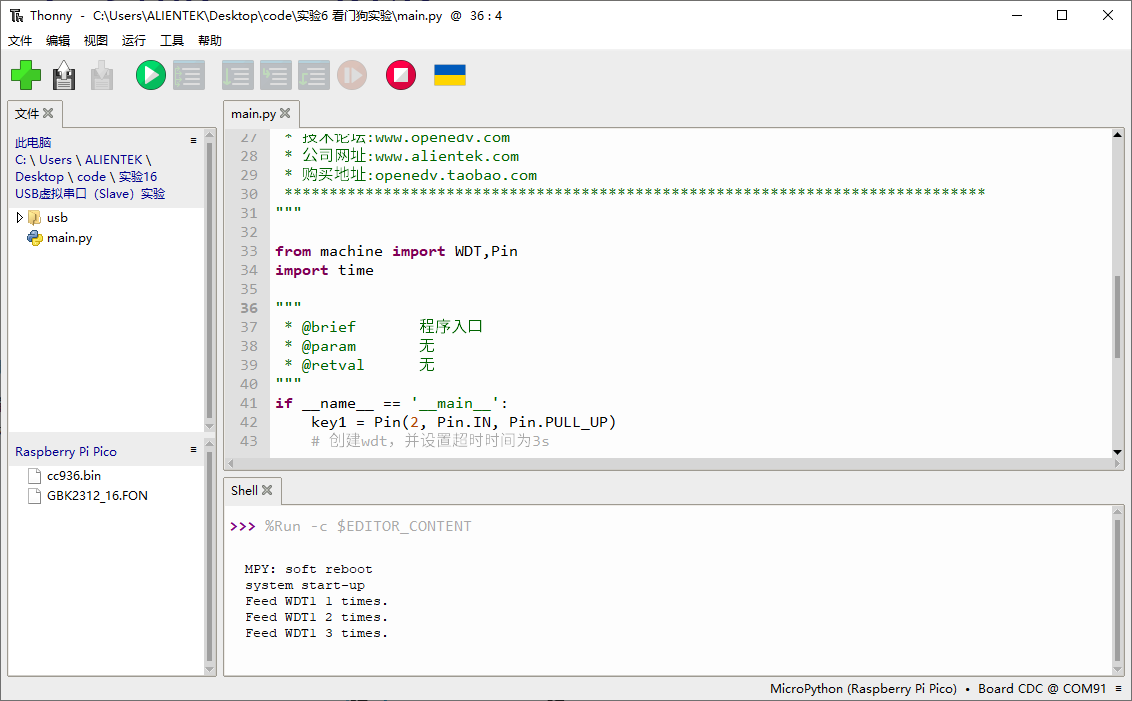 Thonny - C:\Users\ALIENTEK\Desktop\code\实验6 看门狗实验\main.py @ 36 : 4
文件 编辑 视图 运行 工具 帮助
文件
此电脑
C: \ Users \ ALIENTEK \
Desktop \ code \ 实验16
USB虚拟串口（Slave）实验
usb
main.py
Raspberry Pi Pico
cc936.bin
GBK2312_16.FON
main.py
27 * 技术论坛:www.openedv.com
28 * 公司网址:www.alientek.com
29 * 购买地址:openedv.taobao.com
30 ******************************************************************************
31 """
32
33 from machine import WDT,Pin
34 import time
35
36 """
37 * @brief 程序入口
38 * @param 无
39 * @retval 无
40 """
41 if __name__ == '__main__':
42 key1 = Pin(2, Pin.IN, Pin.PULL_UP)
43 # 创建wdt，并设置超时时间为3s
Shell
>>> %Run -c $EDITOR_CONTENT
MPY: soft reboot
system start-up
Feed WDT1 1 times.
Feed WDT1 2 times.
Feed WDT1 3 times.
MicroPython (Raspberry Pi Pico) • Board CDC @ COM91